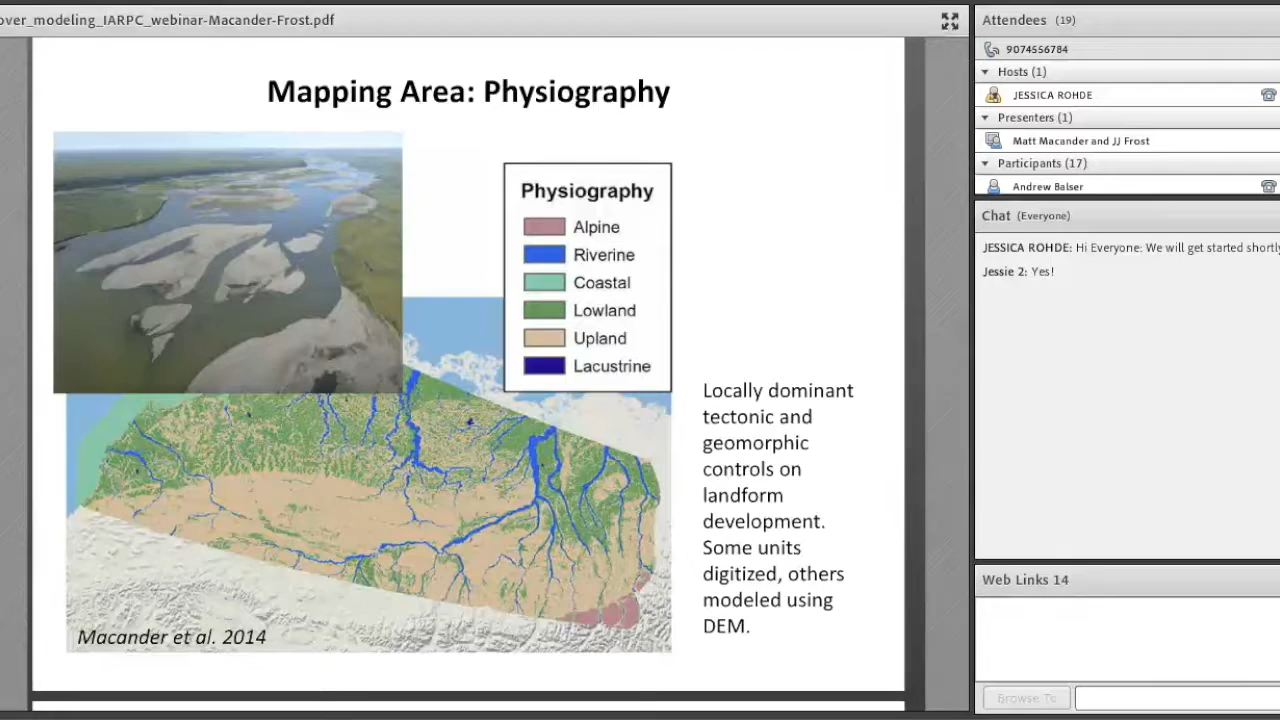 over_modeling_IARPC_webinar-Macander-Frost.pdf
Mapping Area: Physiography
Physiography
Alpine
Riverine
Coastal
Lowland
Upland
Lacustrine
Locally dominant
tectonic and
geomorphic
controls on
landform
development.
Some units
digitized, others
modeled using
DEM.
Macander et al. 2014
Attendees (19)
9074556784
Hosts (1)
JESSICA ROHDE
Presenters (1)
Matt Macander and JJ Frost
Participants (17)
Andrew Balser
Chat (Everyone)
JESSICA ROHDE: Hi Everyone: We will get started shortly
Jessie 2: Yes!
Web Links 14
Browse To